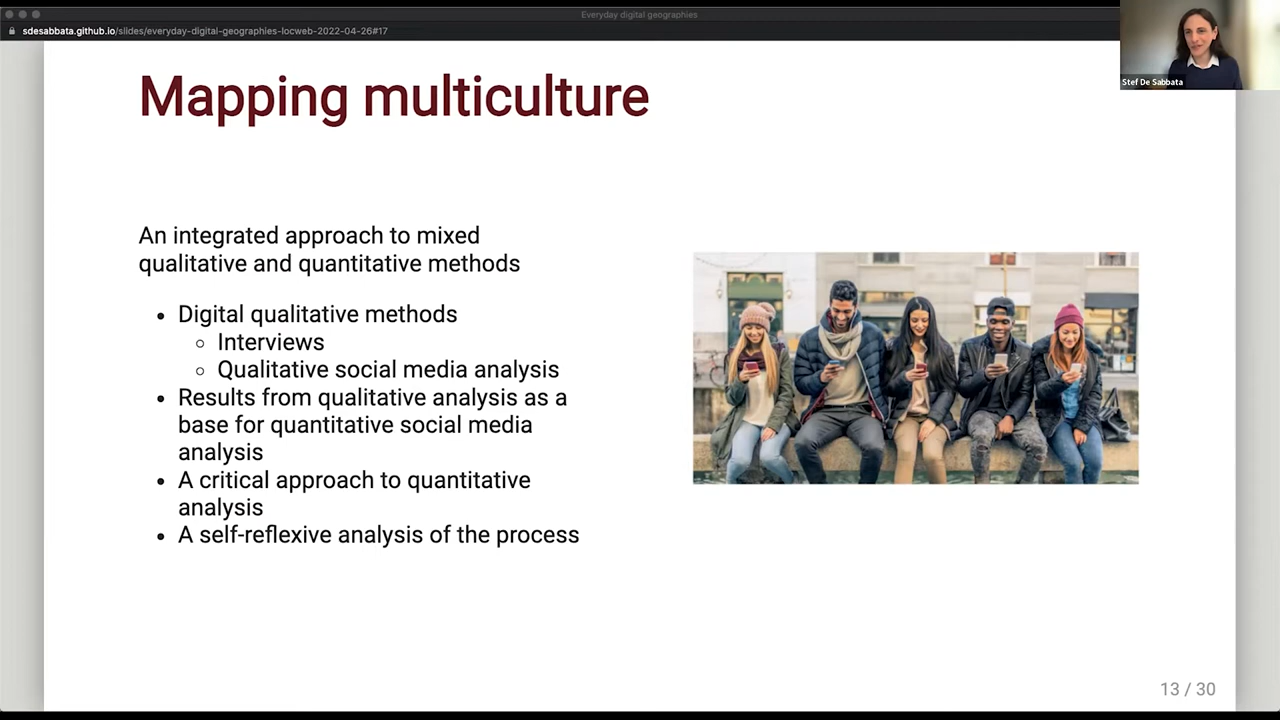 Everyday digital geographies
sdesabbata.github.io/slides/everyday-digital-geographies-locweb-2022-04-26#17
Stef De Sabbata
Mapping multiculture
An integrated approach to mixed
qualitative and quantitative methods
• Digital qualitative methods
○ Interviews
○ Qualitative social media analysis
• Results from qualitative analysis as a
base for quantitative social media
analysis
• A critical approach to quantitative
analysis
• A self-reflexive analysis of the process
13 / 30